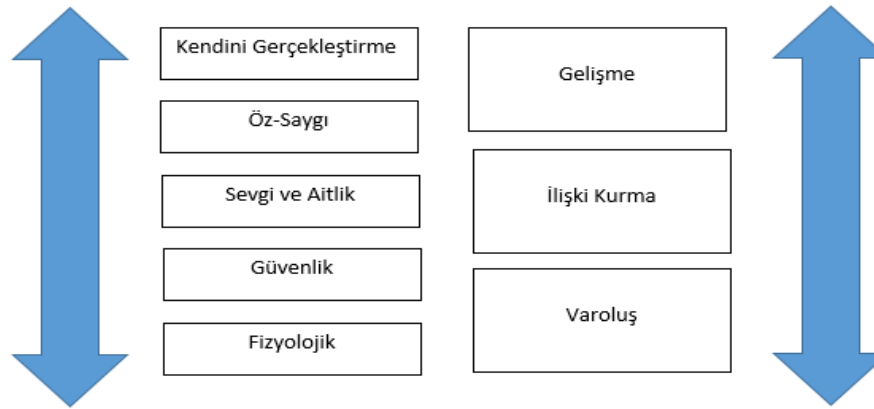 Kendini Gerçekleştirme
Öz-Saygı
Sevgi ve Aitlik
Güvenlik
Fizyolojik
Gelişme
İlişki Kurma
Varoluş